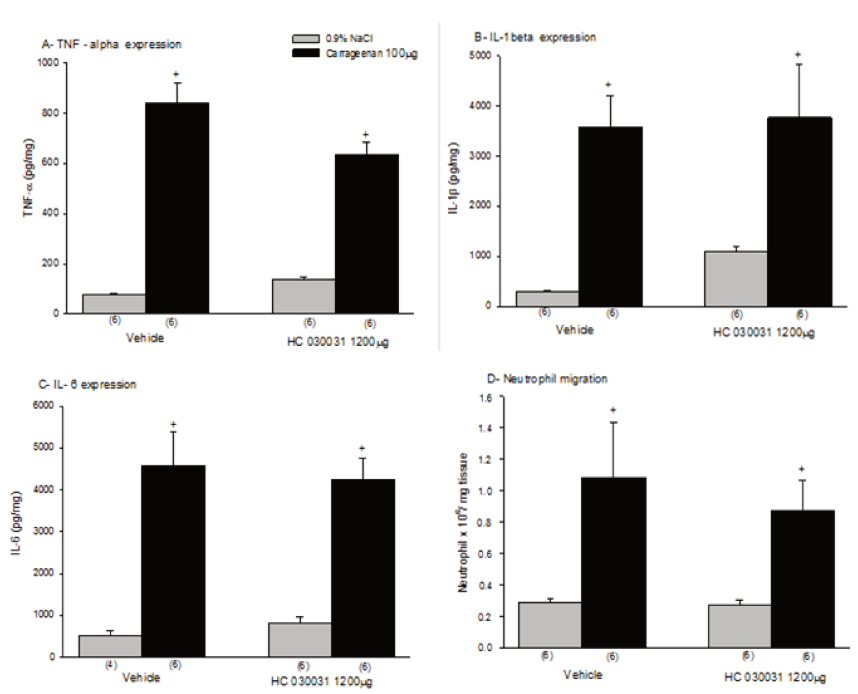 A- TNF - alpha expression
0.9% NaCl
Carrageenan 100µg
TNF-α (pg/mg)
1000
800
600
400
200
0
+
+
(6) (6) (6) (6)
Vehicle HC 030031 1200µg
B- IL-1beta expression
IL-1β (pg/mg)
5000
4000
3000
2000
1000
0
+
+
(6) (6) (6) (6)
Vehicle HC 030031 1200µg
C- IL- 6 expression
IL-6 (pg/mg)
6000
5000
4000
3000
2000
1000
0
+
+
(4) (6) (6) (6)
Vehicle HC 030031 1200µg
D- Neutrophil migration
Neutrophil x 10⁶/ mg tissue
1.6
1.4
1.2
1.0
0.8
0.6
0.4
0.2
0.0
+
+
(6) (6) (6) (6)
Vehicle HC 030031 1200µg